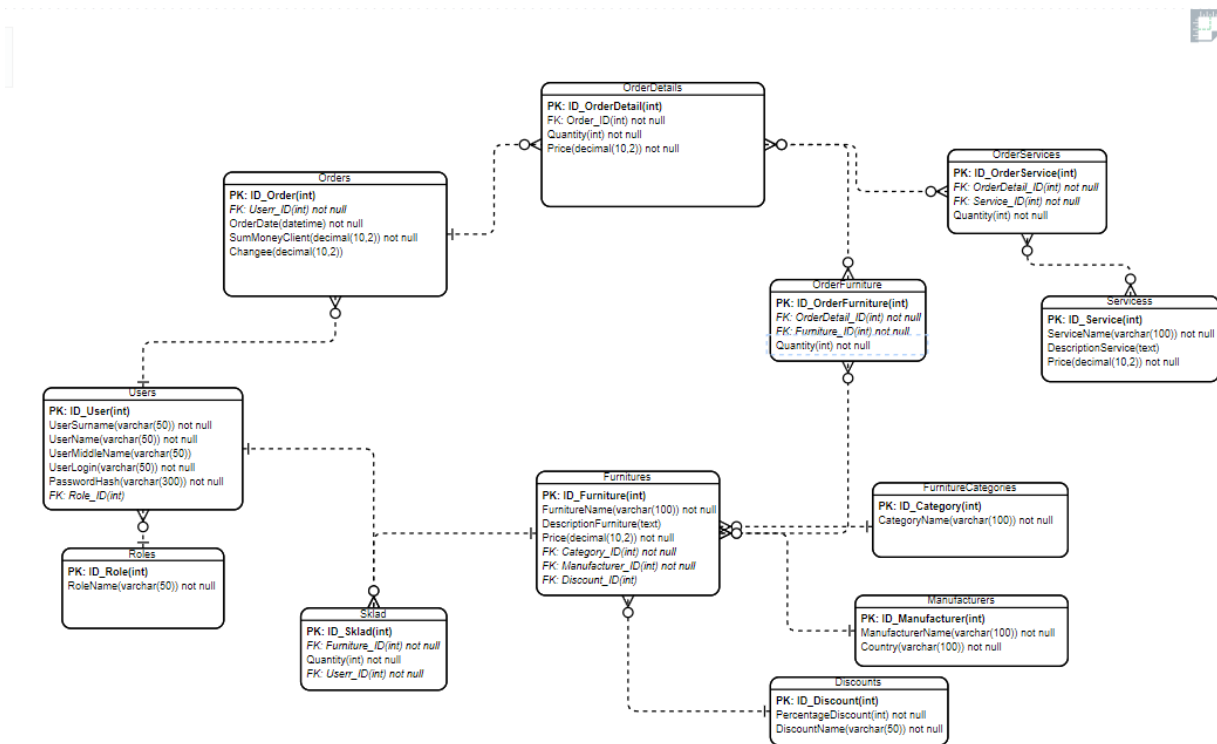 OrderDetails
PK: ID_OrderDetail(int)
FK: Order_ID(int) not null
Quantity(int) not null
Price(decimal(10,2)) not null
OrderServices
PK: ID_OrderService(int)
FK: OrderDetail_ID(int) not null
FK: Service_ID(int) not null
Quantity(int) not null
Orders
PK: ID_Order(int)
FK: Userr_ID(int) not null
OrderDate(datetime) not null
SumMoneyClient(decimal(10,2)) not null
Changee(decimal(10,2))
OrderFurniture
PK: ID_OrderFurniture(int)
FK: OrderDetail_ID(int) not null
FK: Furniture_ID(int) not null
Quantity(int) not null
Servicess
PK: ID_Service(int)
ServiceName(varchar(100)) not null
DescriptionService(text)
Price(decimal(10,2)) not null
Users
PK: ID_User(int)
UserSurname(varchar(50)) not null
UserName(varchar(50)) not null
UserMiddleName(varchar(50))
UserLogin(varchar(50)) not null
PasswordHash(varchar(300)) not null
FK: Role_ID(int)
Furnitures
PK: ID_Furniture(int)
FurnitureName(varchar(100)) not null
DescriptionFurniture(text)
Price(decimal(10,2)) not null
FK: Category_ID(int) not null
FK: Manufacturer_ID(int) not null
FK: Discount_ID(int)
FurnitureCategories
PK: ID_Category(int)
CategoryName(varchar(100)) not null
Roles
PK: ID_Role(int)
RoleName(varchar(50)) not null
Sklad
PK: ID_Sklad(int)
FK: Furniture_ID(int) not null
Quantity(int) not null
FK: Userr_ID(int) not null
Manufacturers
PK: ID_Manufacturer(int)
ManufacturerName(varchar(100)) not null
Country(varchar(100)) not null
Discounts
PK: ID_Discount(int)
PercentageDiscount(int) not null
DiscountName(varchar(50)) not null